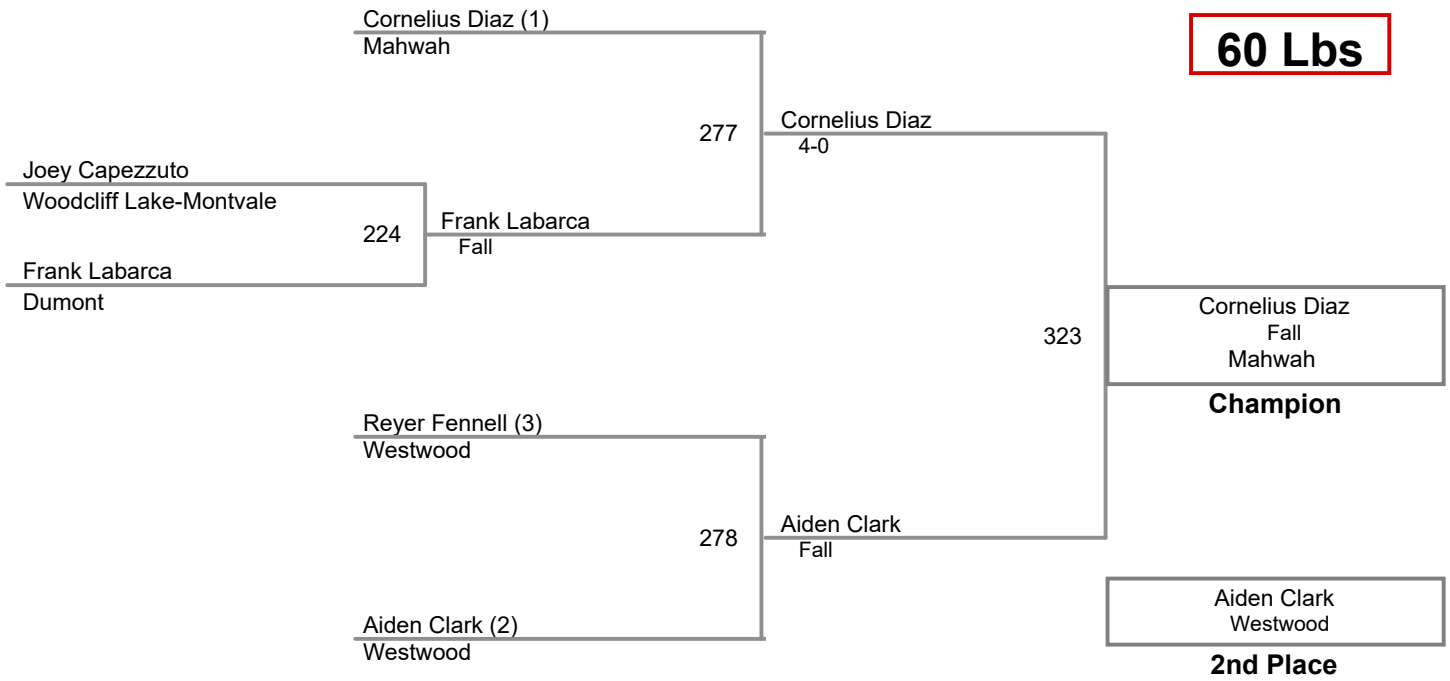 Cornelius Diaz (1)
Mahwah
60 Lbs
277
Cornelius Diaz
4-0
Joey Capezzuto
Woodcliff Lake-Montvale
224
Frank Labarca
Fall
Frank Labarca
Dumont
323
Cornelius Diaz
Fall
Mahwah
Champion
Reyer Fennell (3)
Westwood
278
Aiden Clark
Fall
Aiden Clark (2)
Westwood
Aiden Clark
Westwood
2nd Place